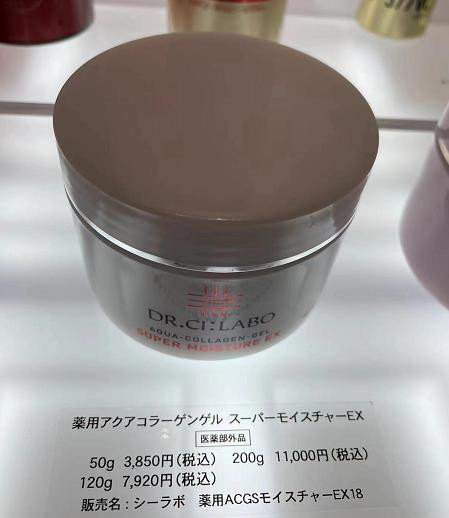 DR.CI:LABO
AQUA-COLLAGEN-GEL
SUPER MOISTURE EX
薬用アクアコラーゲンゲル スーパーモイスチャーEX
医薬部外品
50g 3,850円(税込) 200g 11,000円(税込)
120g 7,920円(税込)
販売名:シーラボ 薬用ACGSモイスチャーEX18